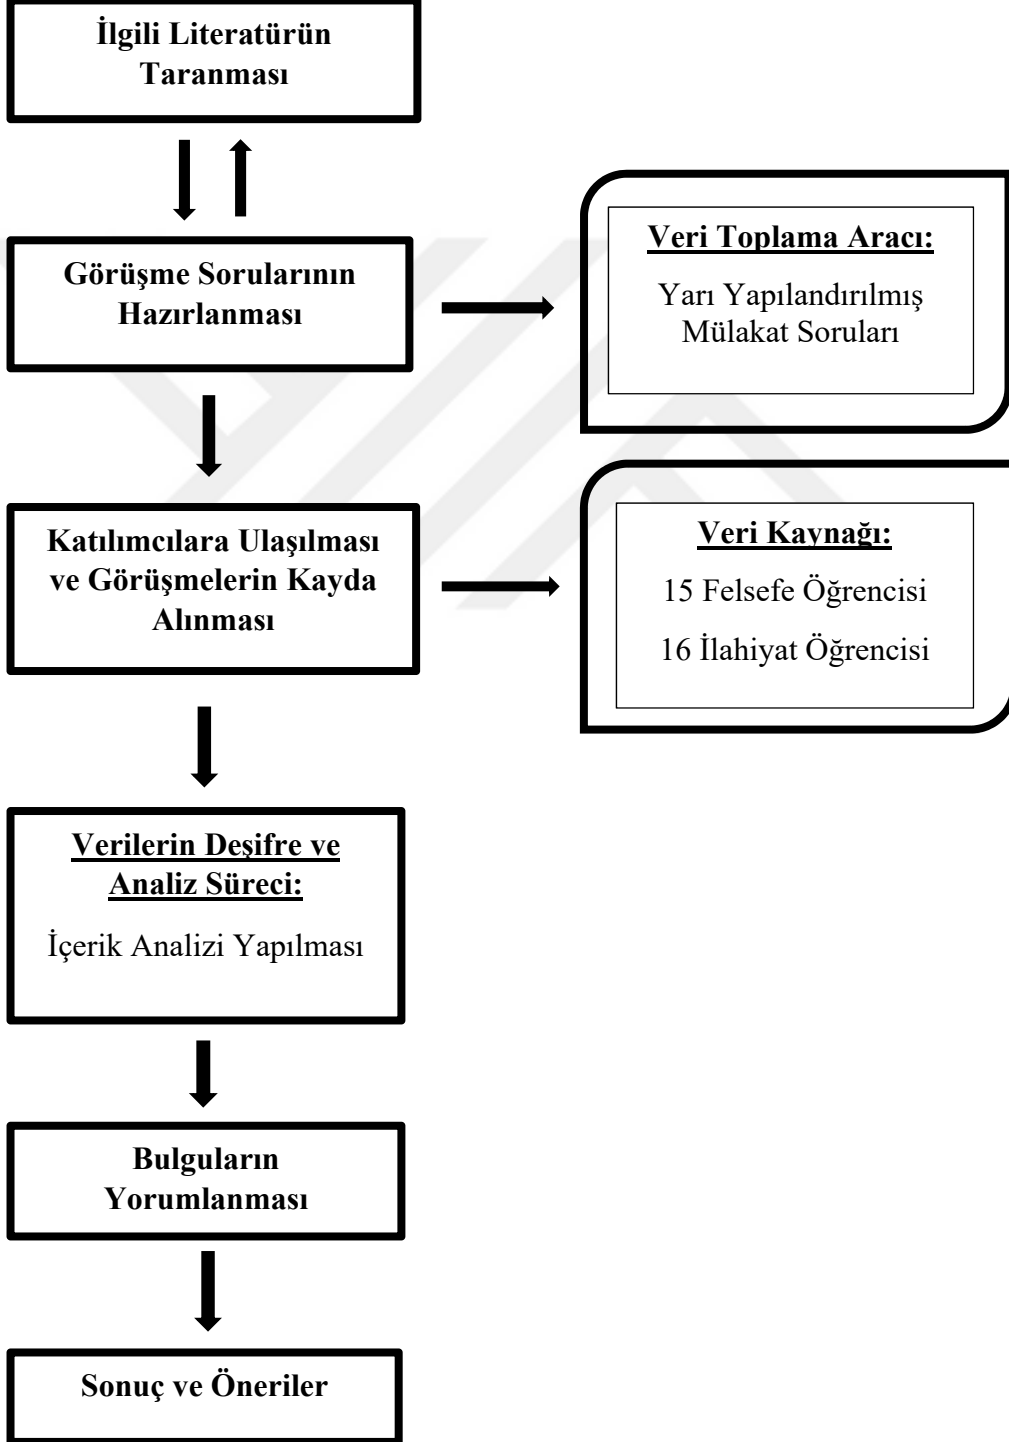 İlgili Literatürün
Taranması
Görüşme Sorularının
Hazırlanması
Veri Toplama Aracı:
Yarı Yapılandırılmış
Mülakat Soruları
Katılımcılara Ulaşılması
ve Görüşmelerin Kayda
Alınması
Veri Kaynağı:
15 Felsefe Öğrencisi
16 İlahiyat Öğrencisi
Verilerin Deşifre ve
Analiz Süreci:
İçerik Analizi Yapılması
Bulguların
Yorumlanması
Sonuç ve Öneriler